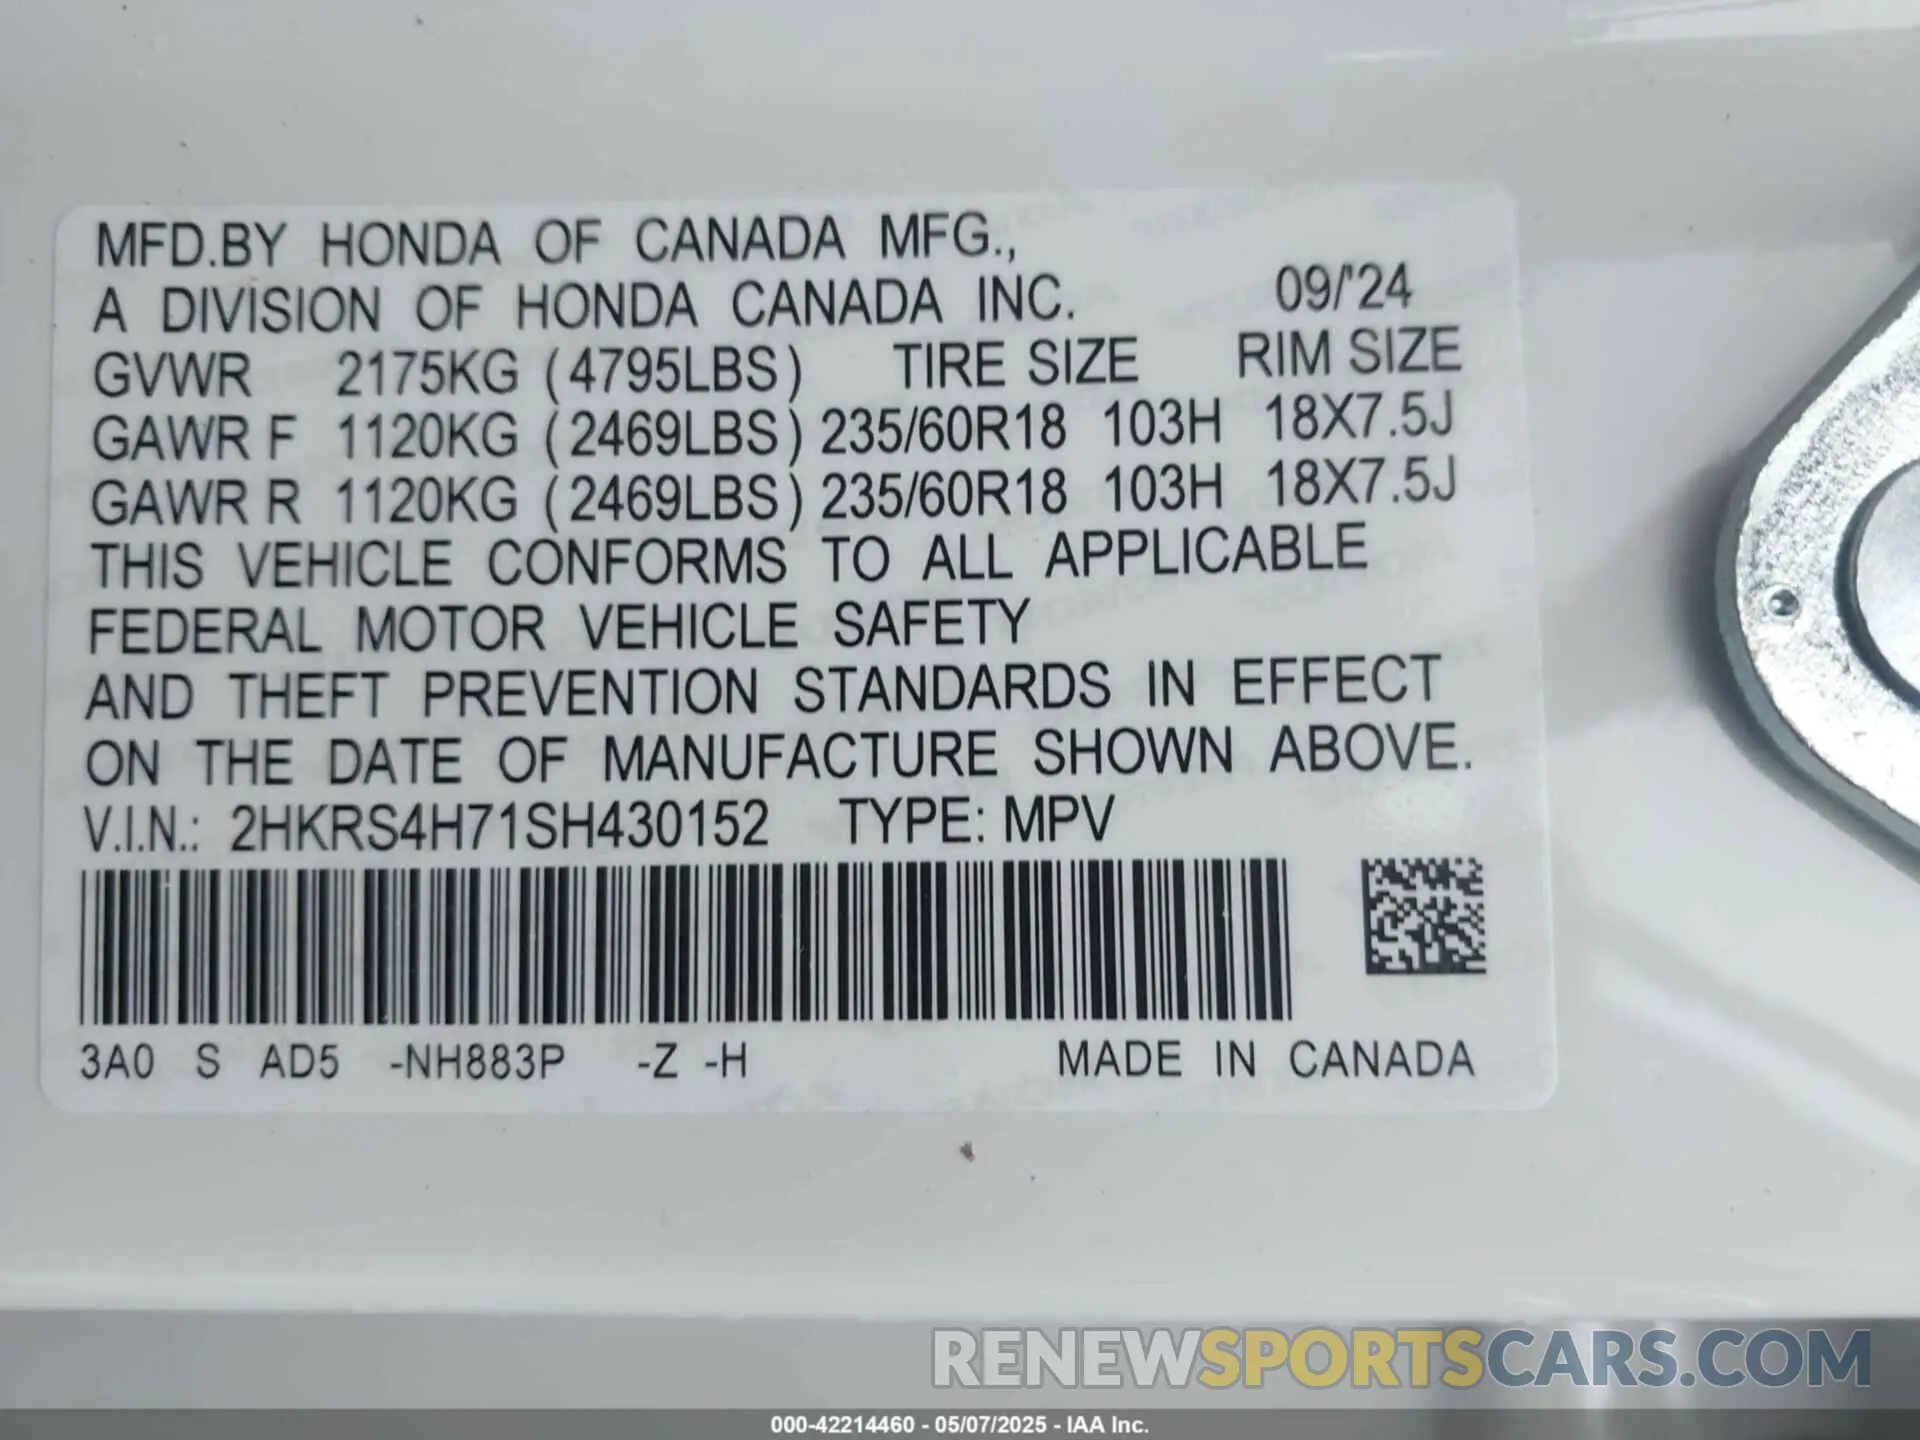 MFD.BY HONDA OF CANADA MFG.,
A DIVISION OF HONDA CANADA INC. 09/'24
GVWR 2175KG (4795LBS) TIRE SIZE RIM SIZE
GAWR F 1120KG (2469LBS) 235/60R18 103H 18X7.5J
GAWR R 1120KG (2469LBS) 235/60R18 103H 18X7.5J
THIS VEHICLE CONFORMS TO ALL APPLICABLE
FEDERAL MOTOR VEHICLE SAFETY
AND THEFT PREVENTION STANDARDS IN EFFECT
ON THE DATE OF MANUFACTURE SHOWN ABOVE.
V.I.N.: 2HKRS4H71SH430152 TYPE: MPV
3A0 S AD5 -NH883P -Z -H MADE IN CANADA
RENEWSPORTSCARS.COM
000-42214460 - 05/07/2025 - IAA Inc.